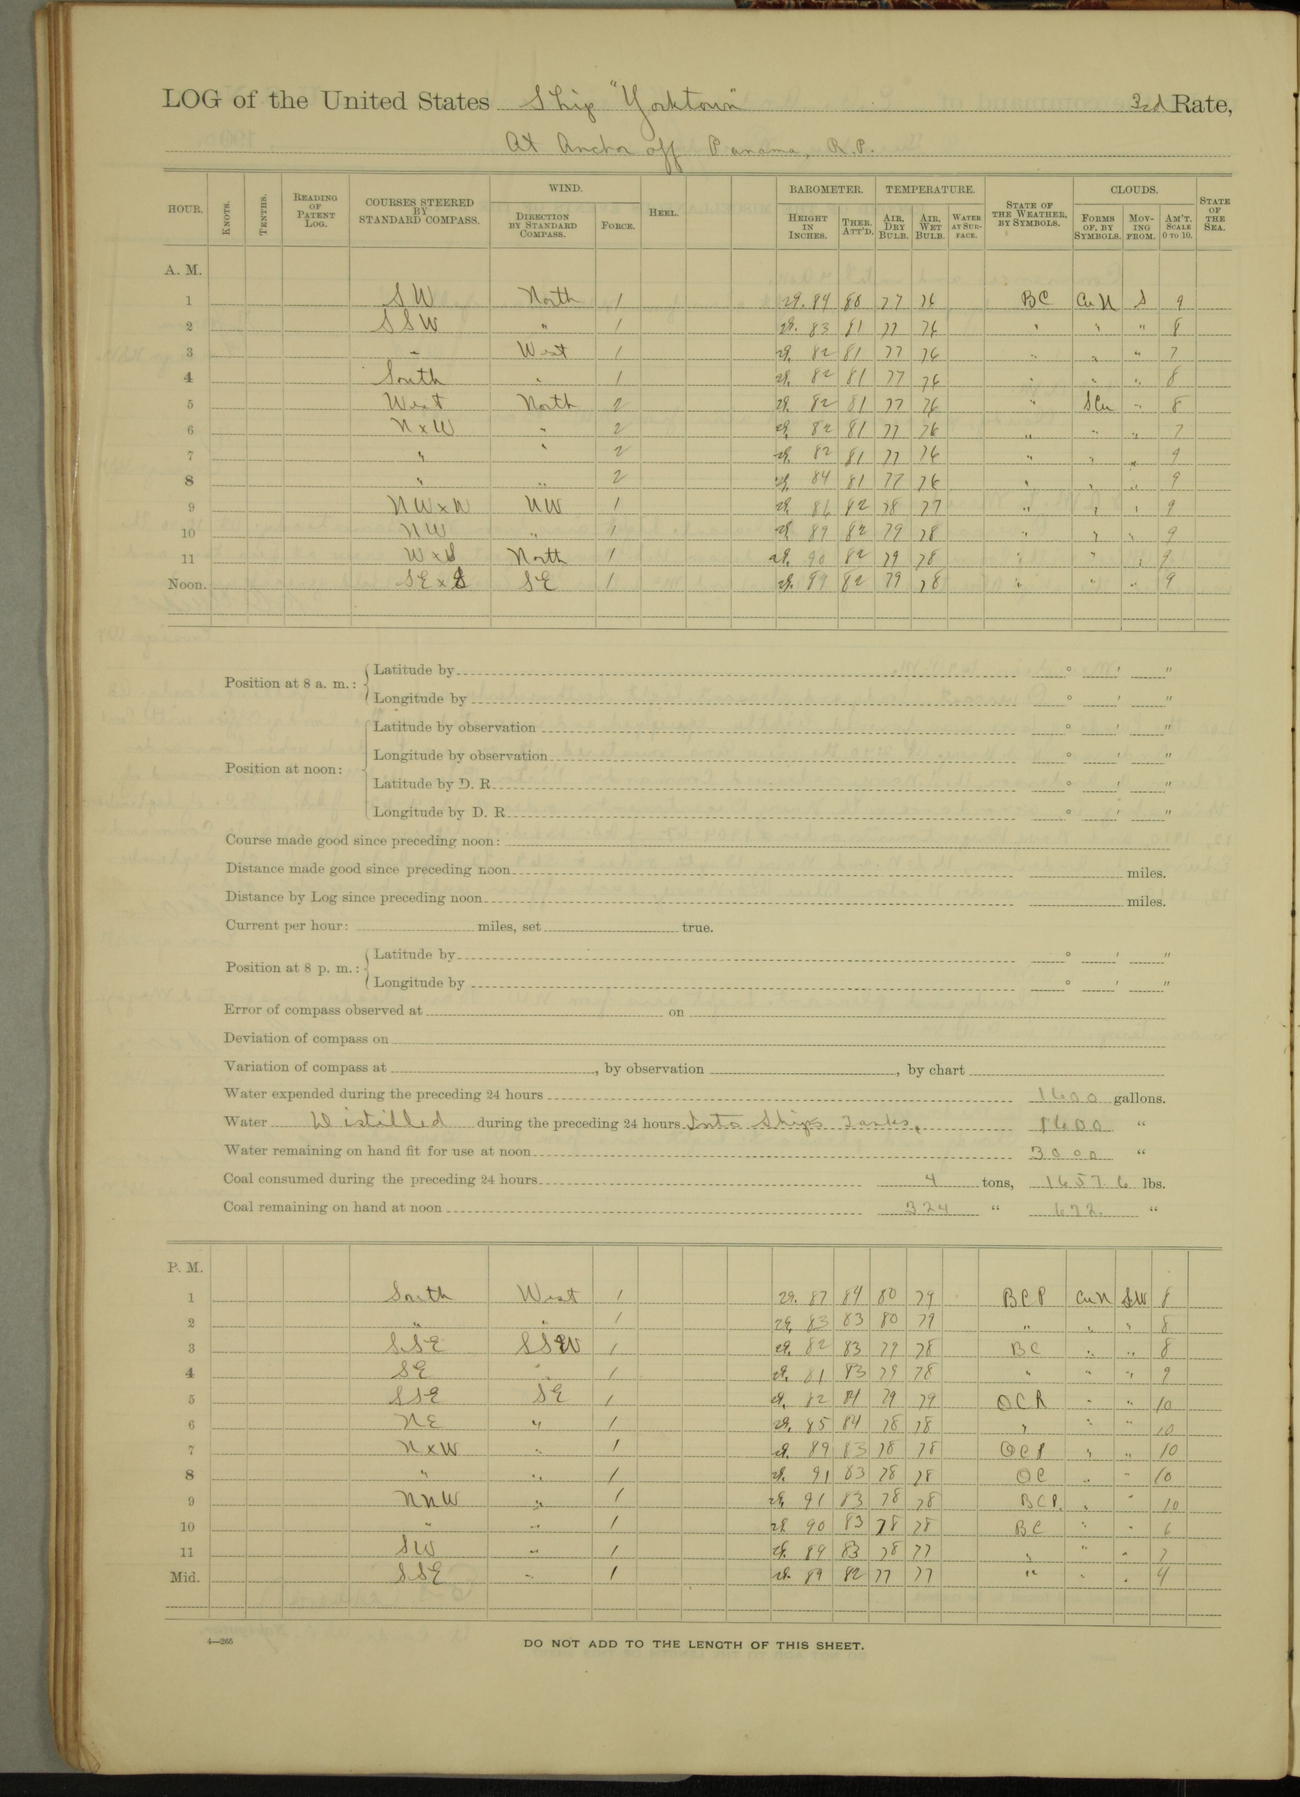 LOG of the United States Ship "Yorktown" 3rd Rate,
At Anchor off Panama, R.P.
HOUR. KNOTS. TENTHS. READING OF PATENT LOG. COURSES STEERED BY STANDARD COMPASS. WIND. DIRECTION BY STANDARD COMPASS. FORCE. HEEL. BAROMETER. HEIGHT IN INCHES. THER. ATT'D. TEMPERATURE. AIR, DRY BULB. AIR, WET BULB. WATER AT SURFACE. STATE OF THE WEATHER, BY SYMBOLS. CLOUDS. FORMS OF, BY SYMBOLS. MOVING FROM. AM'T. SCALE 0 TO 10. STATE OF THE SEA.
A. M.
1 SW North 1 29.84 80 77 76 BC CuN S 9
2 SSW " 1 29. 83 81 77 76 " " " 8
3 " West 1 29. 82 81 77 76 " " " 7
4 South " 1 29. 82 81 77 76 " " " 8
5 West North 2 29. 82 81 77 76 " SCu " 8
6 NxW " 2 29. 82 81 77 76 " " " 7
7 " " 2 29. 82 81 77 76 " " " 9
8 " " 2 29. 84 81 77 76 " " " 9
9 NWxW NW 1 29. 86 82 78 77 " " " 9
10 NW " 1 29. 89 82 79 78 " " " 9
11 WxS North 1 29. 90 82 79 78 " " " 9
Noon. SExS SE 1 29. 89 82 79 78 " " " 9
Position at 8 a. m.: Latitude by ° ' "
Longitude by ° ' "
Position at noon: Latitude by observation ° ' "
Longitude by observation ° ' "
Latitude by D. R. ° ' "
Longitude by D. R. ° ' "
Course made good since preceding noon:
Distance made good since preceding noon miles.
Distance by Log since preceding noon miles.
Current per hour: miles, set true.
Position at 8 p. m.: Latitude by ° ' "
Longitude by ° ' "
Error of compass observed at on
Deviation of compass on
Variation of compass at , by observation , by chart
Water expended during the preceding 24 hours 1600 gallons.
Water Distilled during the preceding 24 hours Into Ship's Tanks. 1600 "
Water remaining on hand fit for use at noon 3000 "
Coal consumed during the preceding 24 hours 4 tons, 1657.6 lbs.
Coal remaining on hand at noon 324 " 672. "
P. M.
1 South West 1 29. 87 84 80 79 BCP CuN SW 8
2 " " 1 29. 83 83 80 79 " " " 8
3 SSE SSW 1 29. 82 83 79 78 BC " " 8
4 SE " 1 29. 81 83 79 78 " " " 9
5 SSE SE 1 29. 82 84 79 79 OCR " " 10
6 NE " 1 29. 85 84 78 78 " " " 10
7 NxW " 1 29. 89 83 78 78 OCP " " 10
8 " " 1 29. 91 83 78 78 OC " " 10
9 NNW " 1 29. 91 83 78 78 BCP. " " 10
10 " " 1 29. 90 83 78 78 BC " " 6
11 SW " 1 29. 89 83 78 77 " " " 7
Mid. SSE " 1 29. 89 82 77 77 " " " 4
4—265
DO NOT ADD TO THE LENGTH OF THIS SHEET.